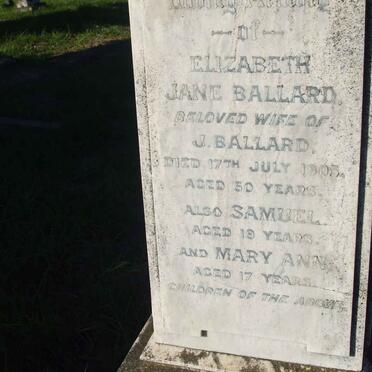 of
ELIZABETH
JANE BALLARD.
BELOVED WIFE OF
J. BALLARD.
DIED 17TH JULY
AGED 50 YEARS.
ALSO SAMUEL
AGED 19 YEARS.
AND MARY ANN
AGED 17 YEARS.
CHILDREN OF THE ABOVE.